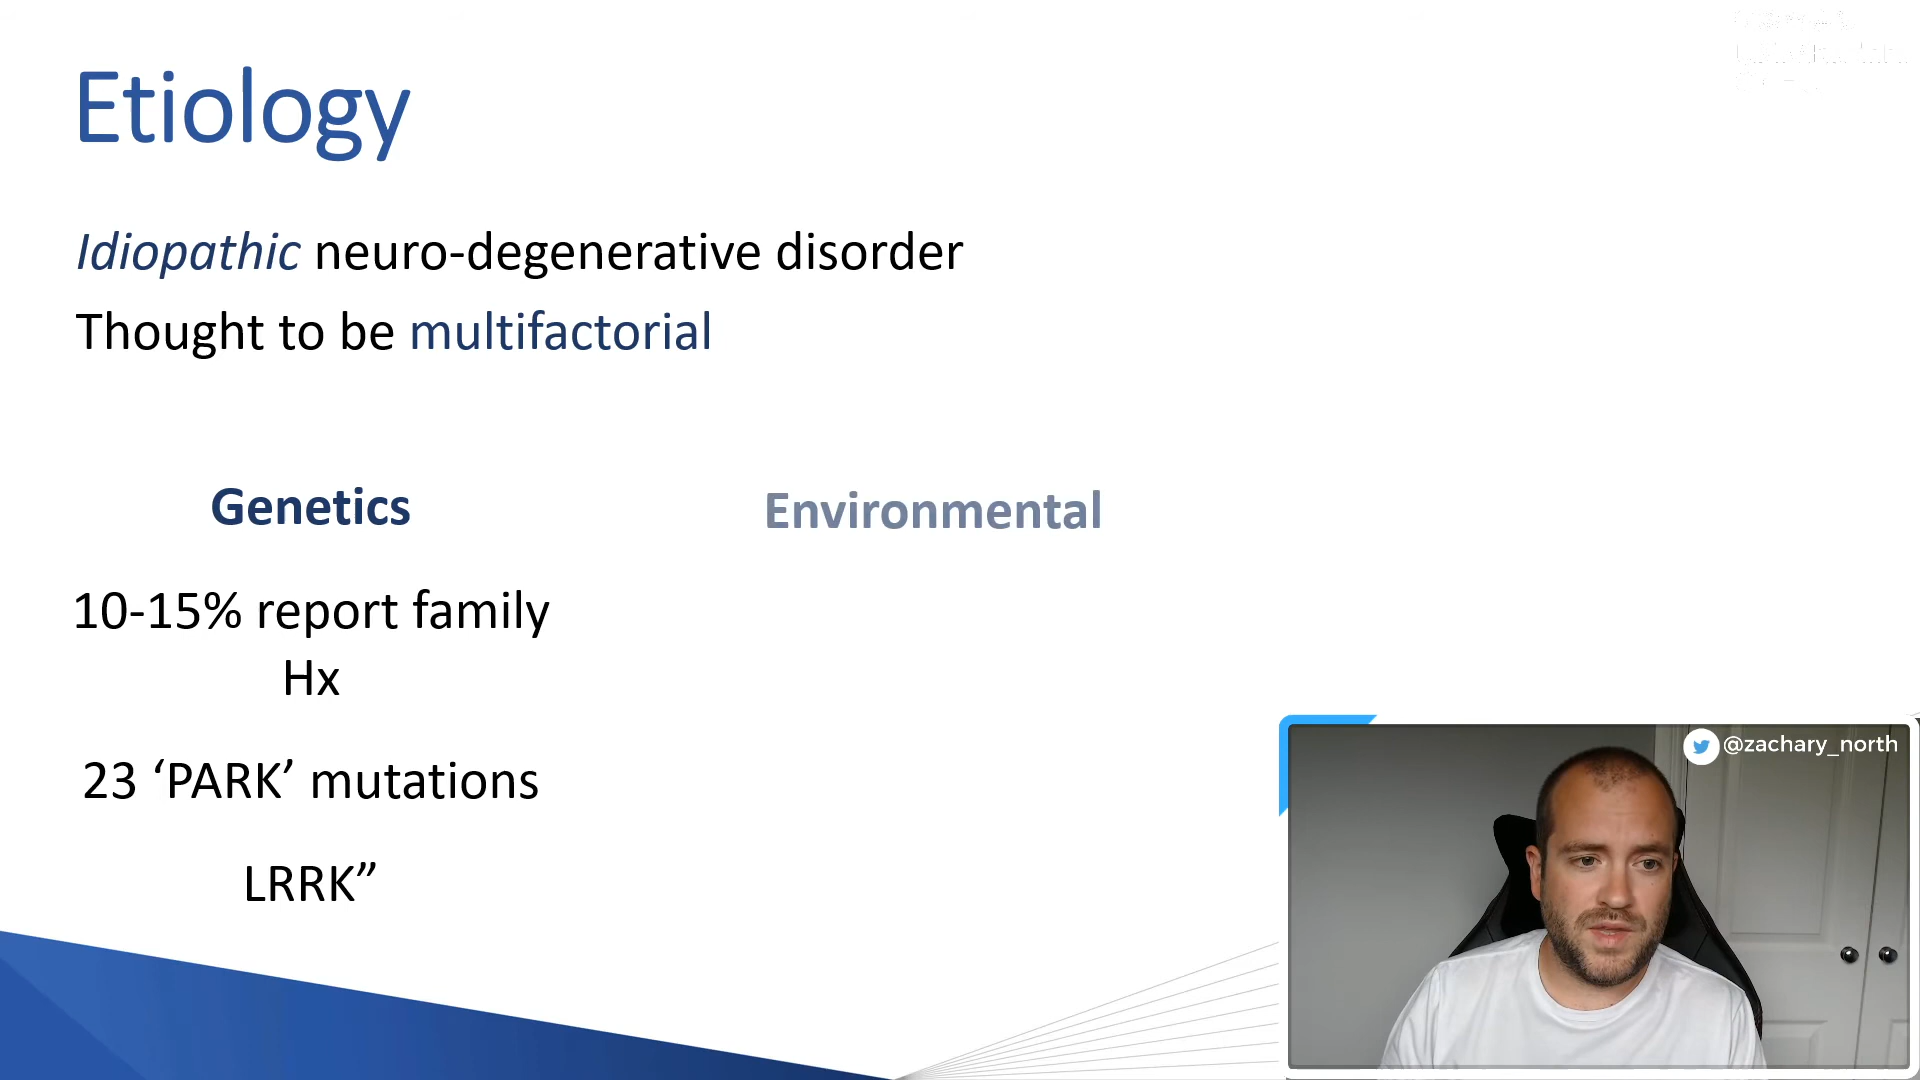 Etiology
Idiopathic neuro-degenerative disorder
Thought to be multifactorial
Genetics
10-15% report family
Hx
23 ‘PARK’ mutations
LRRK”
Environmental
@zachary_north